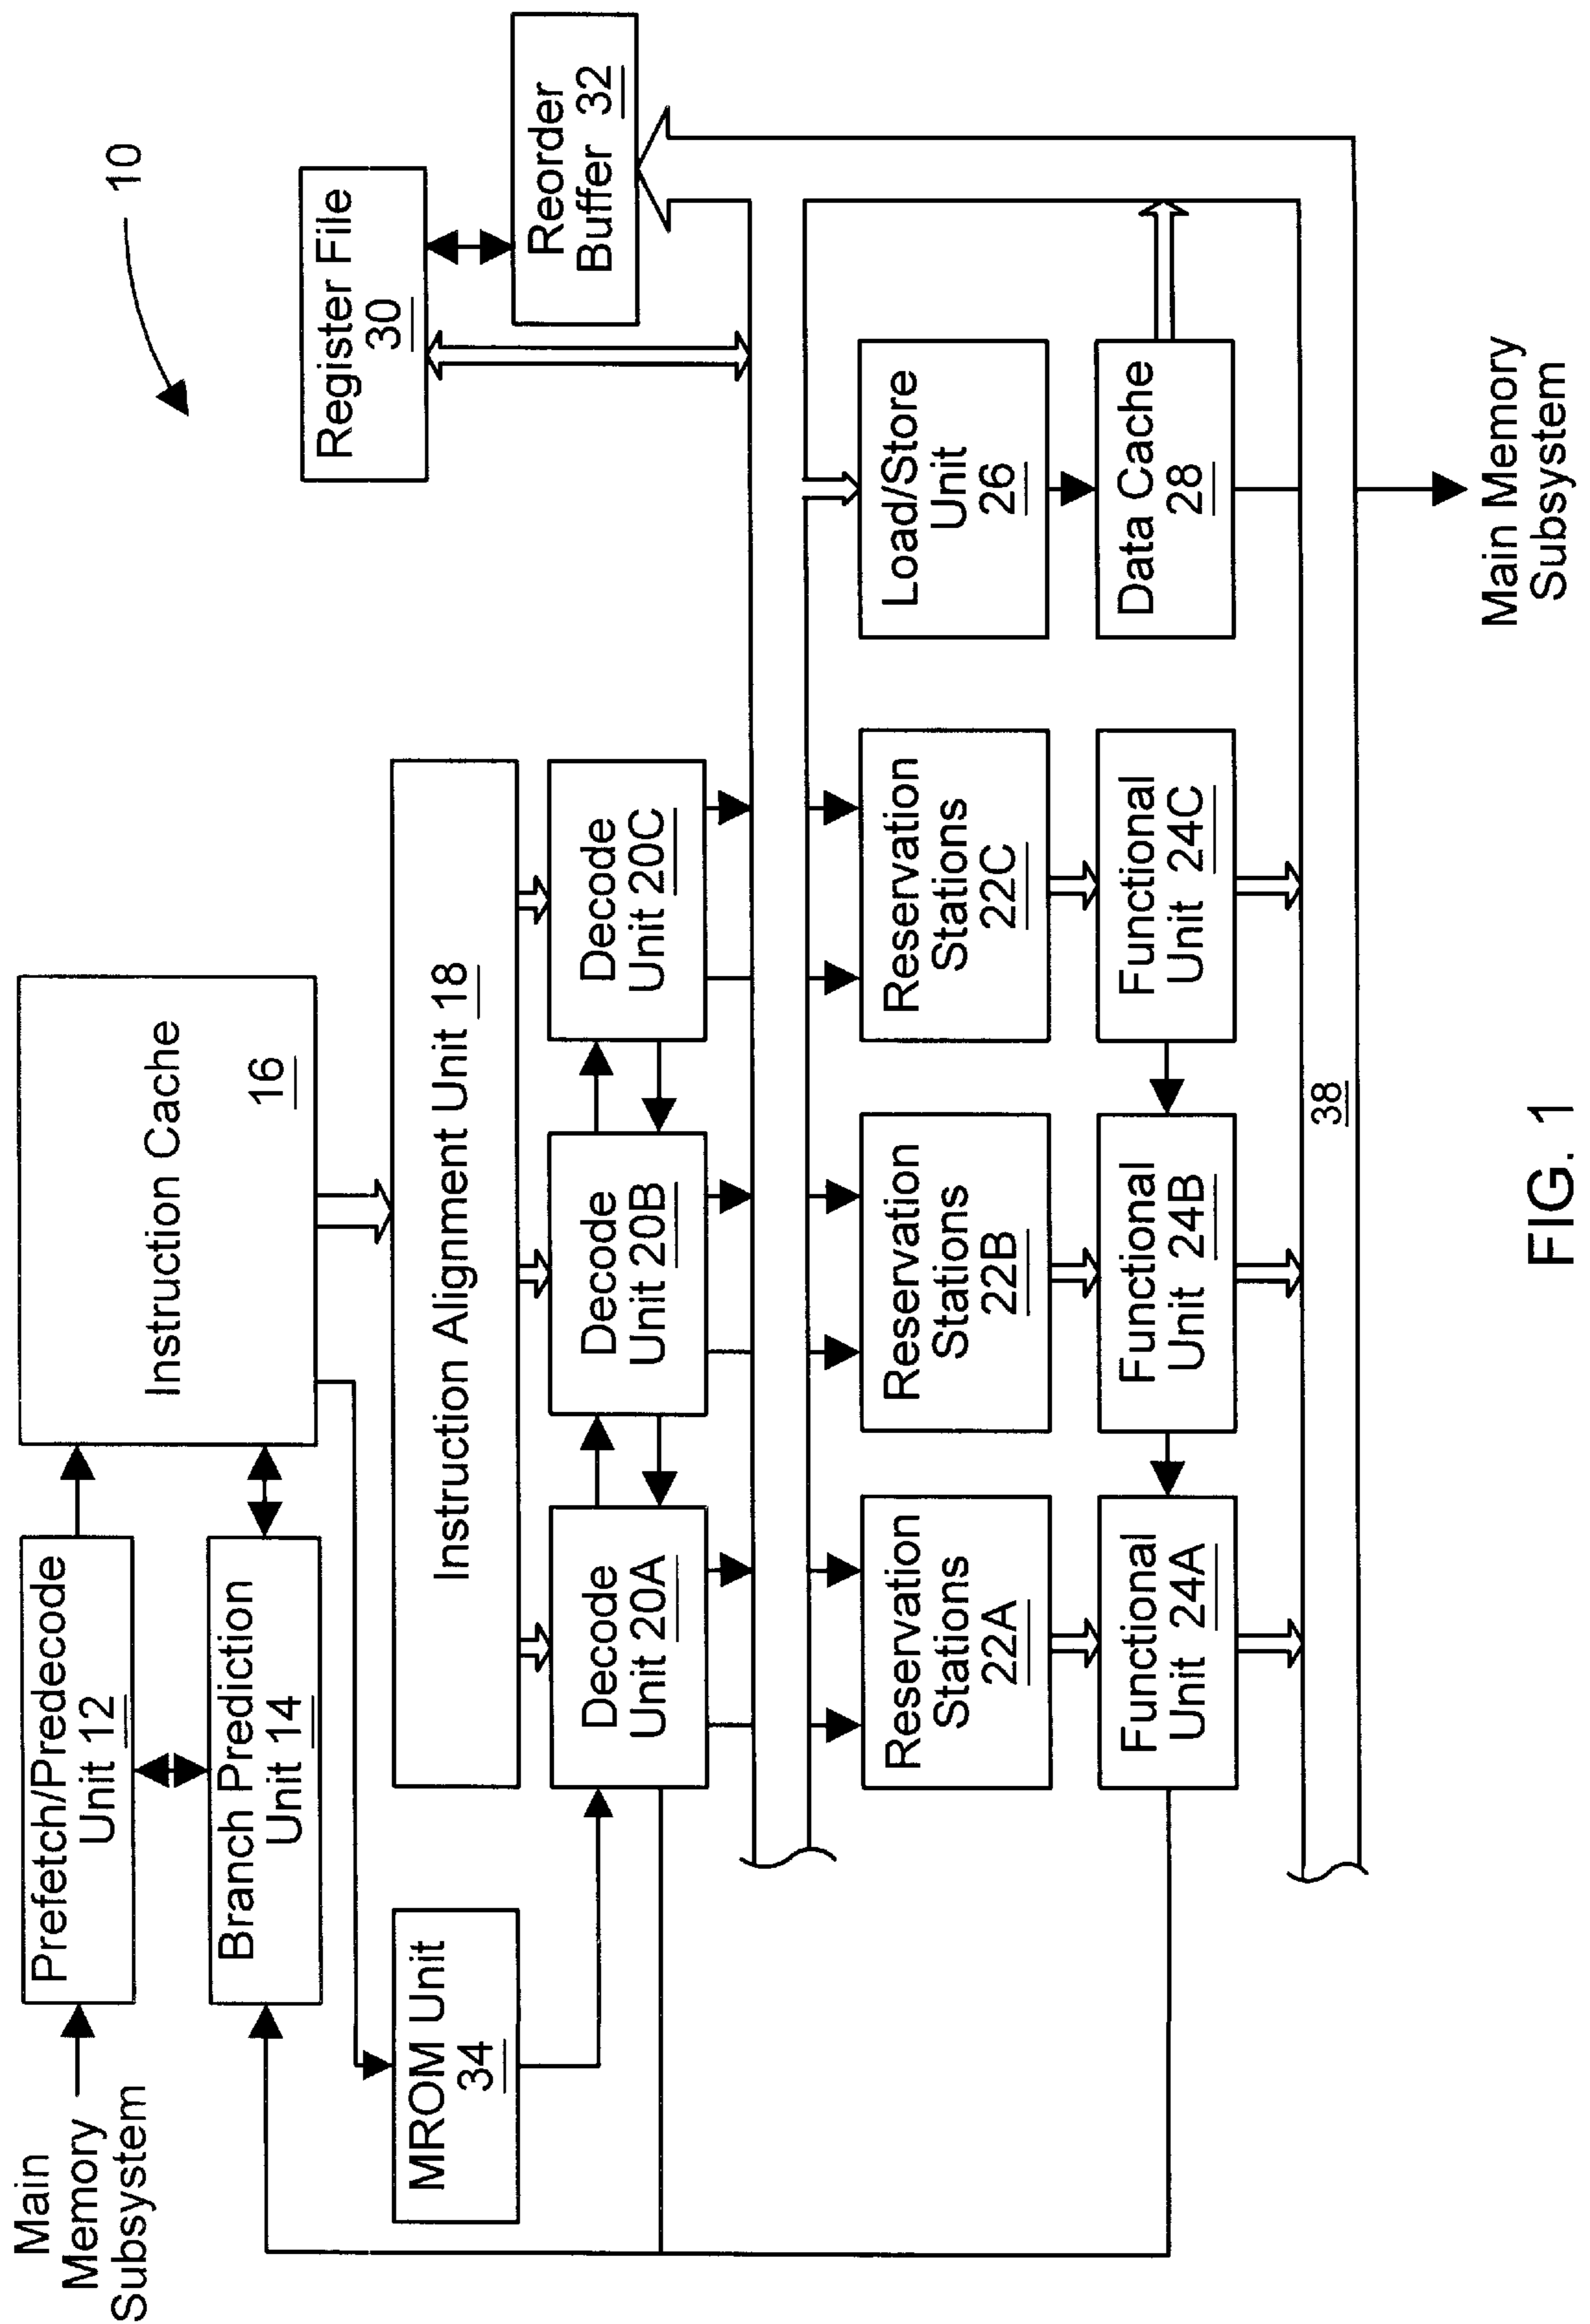 Main
Memory
Subsystem
Prefetch/Predecode
Unit 12
Branch Prediction
Unit 14
Instruction Cache
16
10
Register File
30
Reorder
Buffer 32
MROM Unit
34
Instruction Alignment Unit 18
Decode
Unit 20A
Decode
Unit 20B
Decode
Unit 20C
Reservation
Stations
22A
Reservation
Stations
22B
Reservation
Stations
22C
Load/Store
Unit
26
Functional
Unit 24A
Functional
Unit 24B
Functional
Unit 24C
Data Cache
28
38
Main Memory
Subsystem
FIG. 1